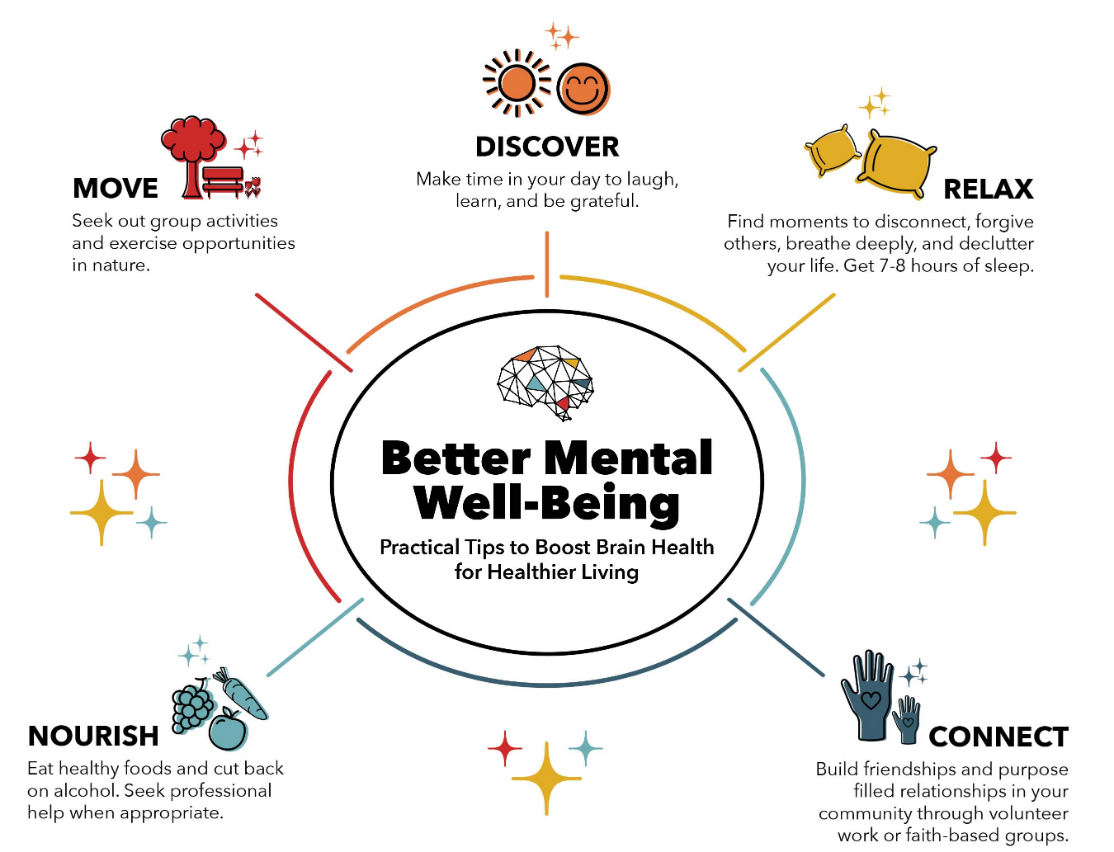 DISCOVER
Make time in your day to laugh,
learn, and be grateful.
MOVE
Seek out group activities
and exercise opportunities
in nature.
RELAX
Find moments to disconnect, forgive
others, breathe deeply, and declutter
your life. Get 7-8 hours of sleep.
Better Mental
Well-Being
Practical Tips to Boost Brain Health
for Healthier Living
NOURISH
Eat healthy foods and cut back
on alcohol. Seek professional
help when appropriate.
CONNECT
Build friendships and purpose
filled relationships in your
community through volunteer
work or faith-based groups.